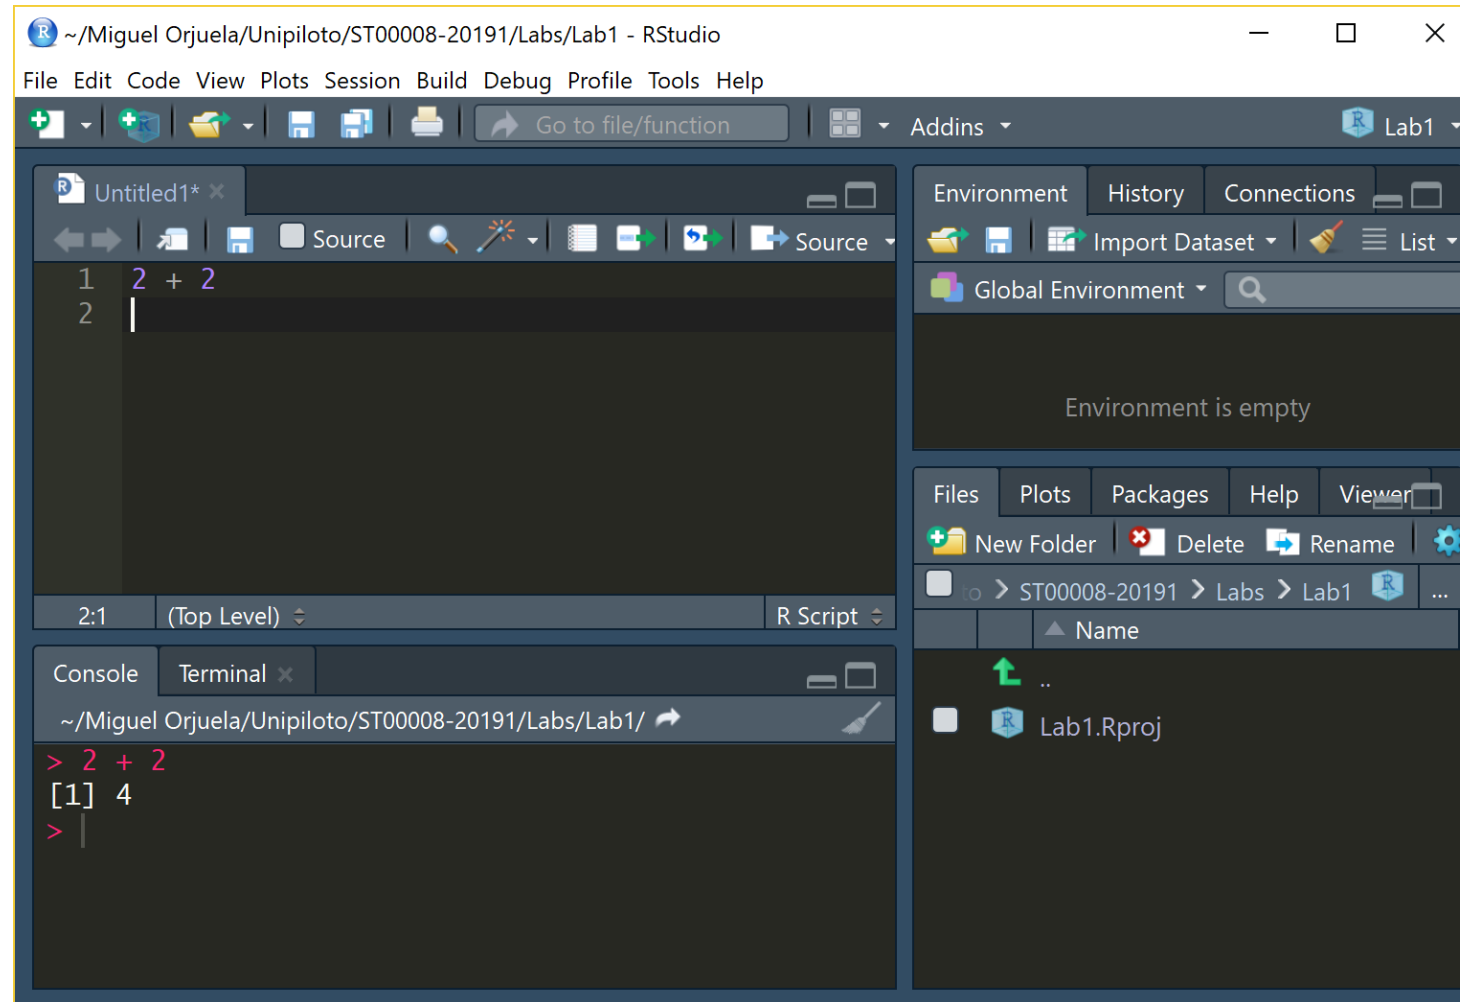 ~/Miguel Orjuela/Unipiloto/ST00008-20191/Labs/Lab1 - RStudio
File Edit Code View Plots Session Build Debug Profile Tools Help
Go to file/function Addins Lab1
Untitled1*
Source Source
1 2 + 2
2
2:1 (Top Level) R Script
Console Terminal
~/Miguel Orjuela/Unipiloto/ST00008-20191/Labs/Lab1/
> 2 + 2
[1] 4
>
Environment History Connections
Import Dataset List
Global Environment
Environment is empty
Files Plots Packages Help Viewer
New Folder Delete Rename
to > ST00008-20191 > Labs > Lab1 ...
Name
..
Lab1.Rproj